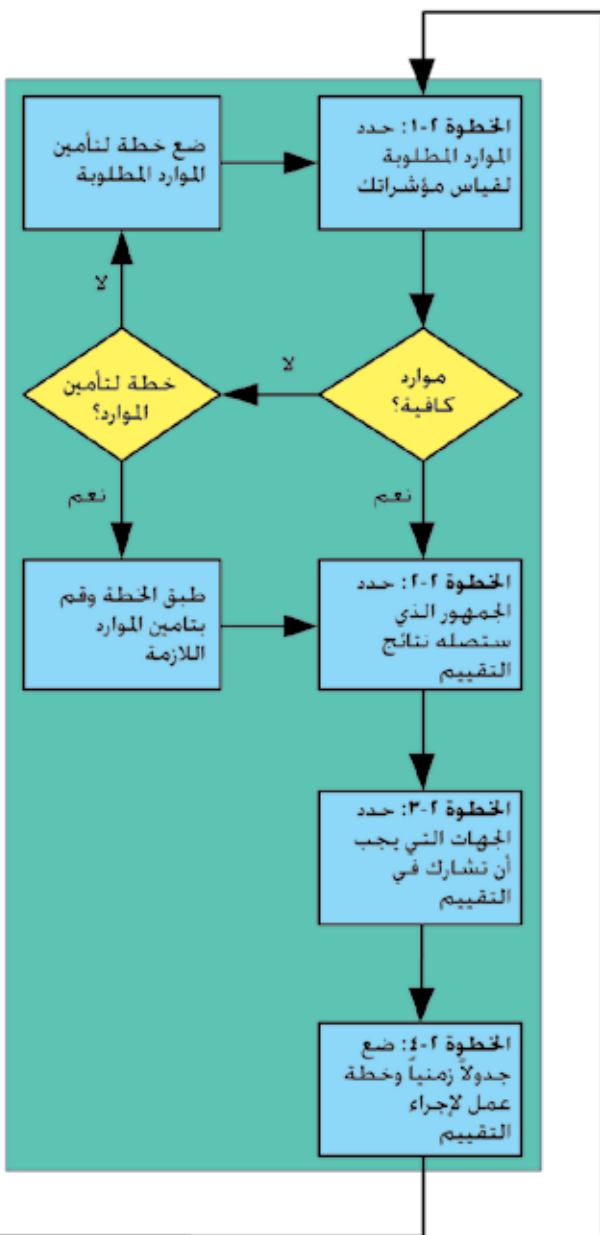 الخطوة ٢-١: حدد
الموارد المطلوبة
لقياس مؤشراتك
ضع خطة لتأمين
الموارد المطلوبة
لا
موارد
كافية؟
لا
خطة لتأمين
الموارد؟
نعم
نعم
الخطوة ٢-٢: حدد
الجمهور الذي
ستصله نتائج
التقييم
طبق الخطة وقم
بتامين الموارد
اللازمة
الخطوة ٢-٣: حدد
الجهات التي يجب
أن تشارك في
التقييم
الخطوة ٢-٤: ضع
جدولاً زمنياً وخطة
عمل لإجراء
التقييم